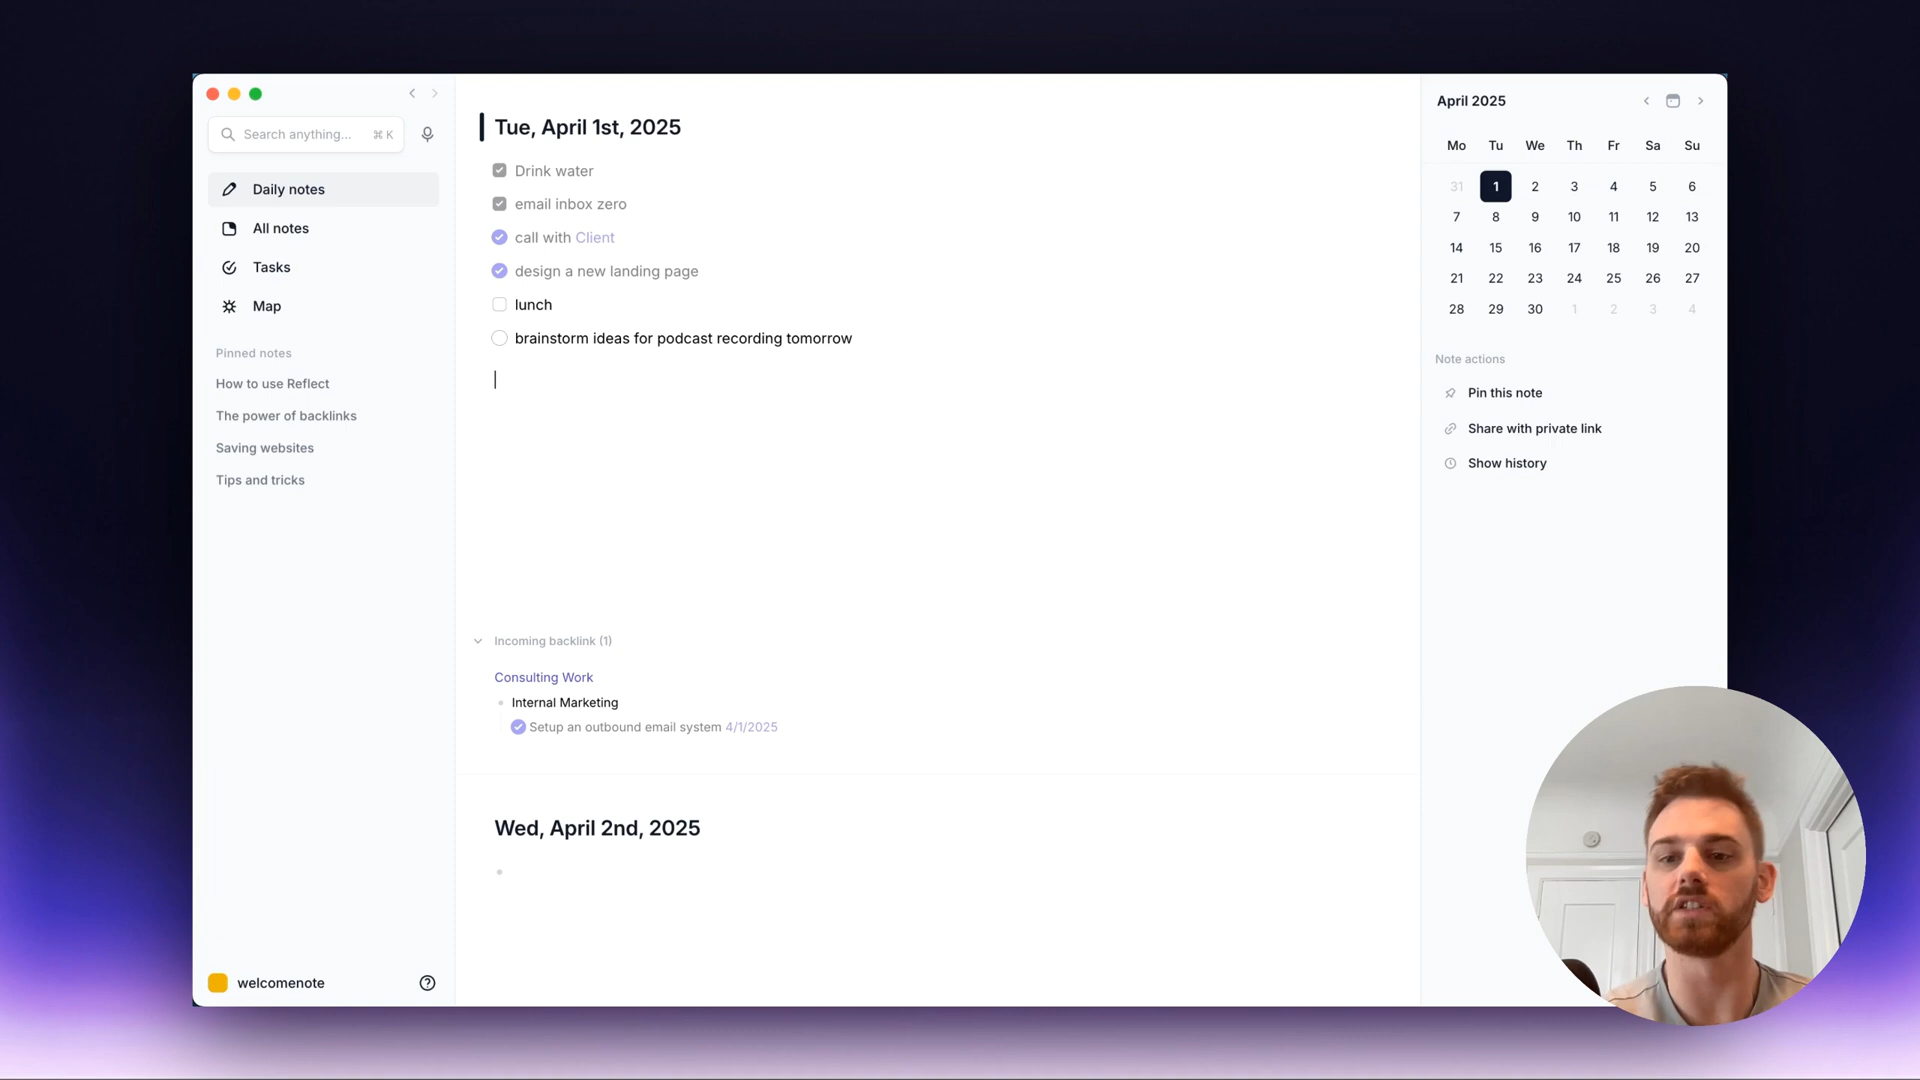 Search anything...
⌘ K
Daily notes
All notes
Tasks
Map
Pinned notes
How to use Reflect
The power of backlinks
Saving websites
Tips and tricks
welcomenote
Tue, April 1st, 2025
Drink water
email inbox zero
call with Client
design a new landing page
lunch
brainstorm ideas for podcast recording tomorrow
Incoming backlink (1)
Consulting Work
Internal Marketing
Setup an outbound email system 4/1/2025
Wed, April 2nd, 2025
April 2025
Mo Tu We Th Fr Sa Su
31 1 2 3 4 5 6
7 8 9 10 11 12 13
14 15 16 17 18 19 20
21 22 23 24 25 26 27
28 29 30 1 2 3 4
Note actions
Pin this note
Share with private link
Show history